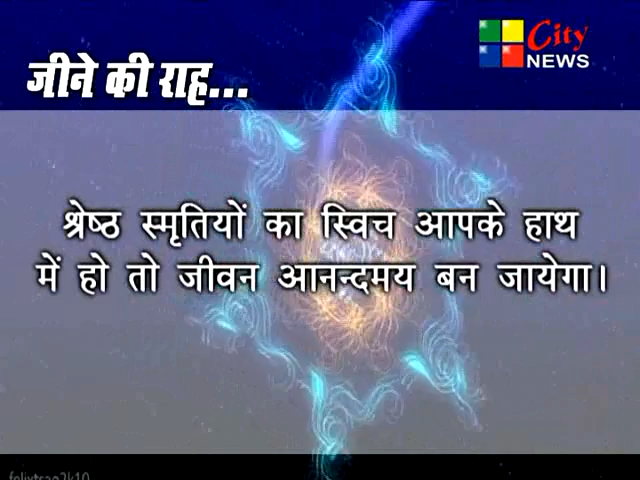 City
NEWS
जीने की राह...
श्रेष्ठ स्मृतियों का स्विच आपके हाथ
में हो तो जीवन आनन्दमय बन जायेगा।